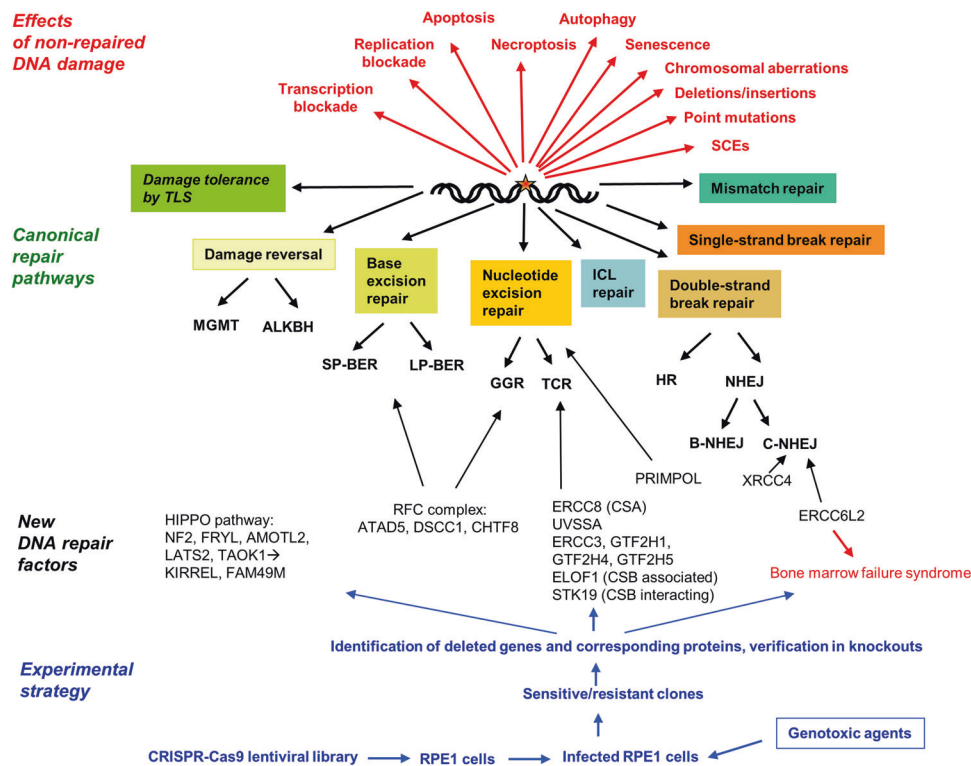 Effects
of non-repaired
DNA damage
Apoptosis
Autophagy
Replication
blockade
Necroptosis
Senescence
Transcription
blockade
Chromosomal aberrations
Deletions/insertions
Point mutations
SCEs
Damage tolerance
by TLS
Mismatch repair
Canonical
repair
pathways
Damage reversal
Base
excision
repair
Nucleotide
excision
repair
ICL
repair
Single-strand break repair
Double-strand
break repair
MGMT
ALKBH
SP-BER
LP-BER
GGR
TCR
HR
NHEJ
B-NHEJ
C-NHEJ
PRIMPOL
XRCC4
ERCC6L2
New
DNA repair
factors
HIPPO pathway:
NF2, FRYL, AMOTL2,
LATS2, TAOK1→
KIRREL, FAM49M
RFC complex:
ATAD5, DSCC1, CHTF8
ERCC8 (CSA)
UVSSA
ERCC3, GTF2H1,
GTF2H4, GTF2H5
ELOF1 (CSB associated)
STK19 (CSB interacting)
Bone marrow failure syndrome
Experimental
strategy
Identification of deleted genes and corresponding proteins, verification in knockouts
Sensitive/resistant clones
Genotoxic agents
CRISPR-Cas9 lentiviral library
RPE1 cells
Infected RPE1 cells